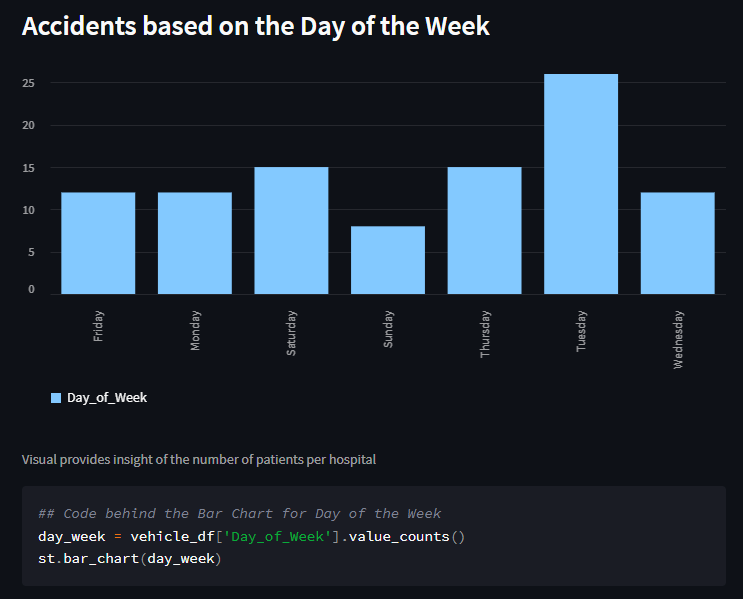 Accidents based on the Day of the Week
25
20
15
10
5
0
Friday
Monday
Saturday
Sunday
Thursday
Tuesday
Wednesday
Day_of_Week
Visual provides insight of the number of patients per hospital
## Code behind the Bar Chart for Day of the Week
day_week = vehicle_df['Day_of_Week'].value_counts()
st.bar_chart(day_week)